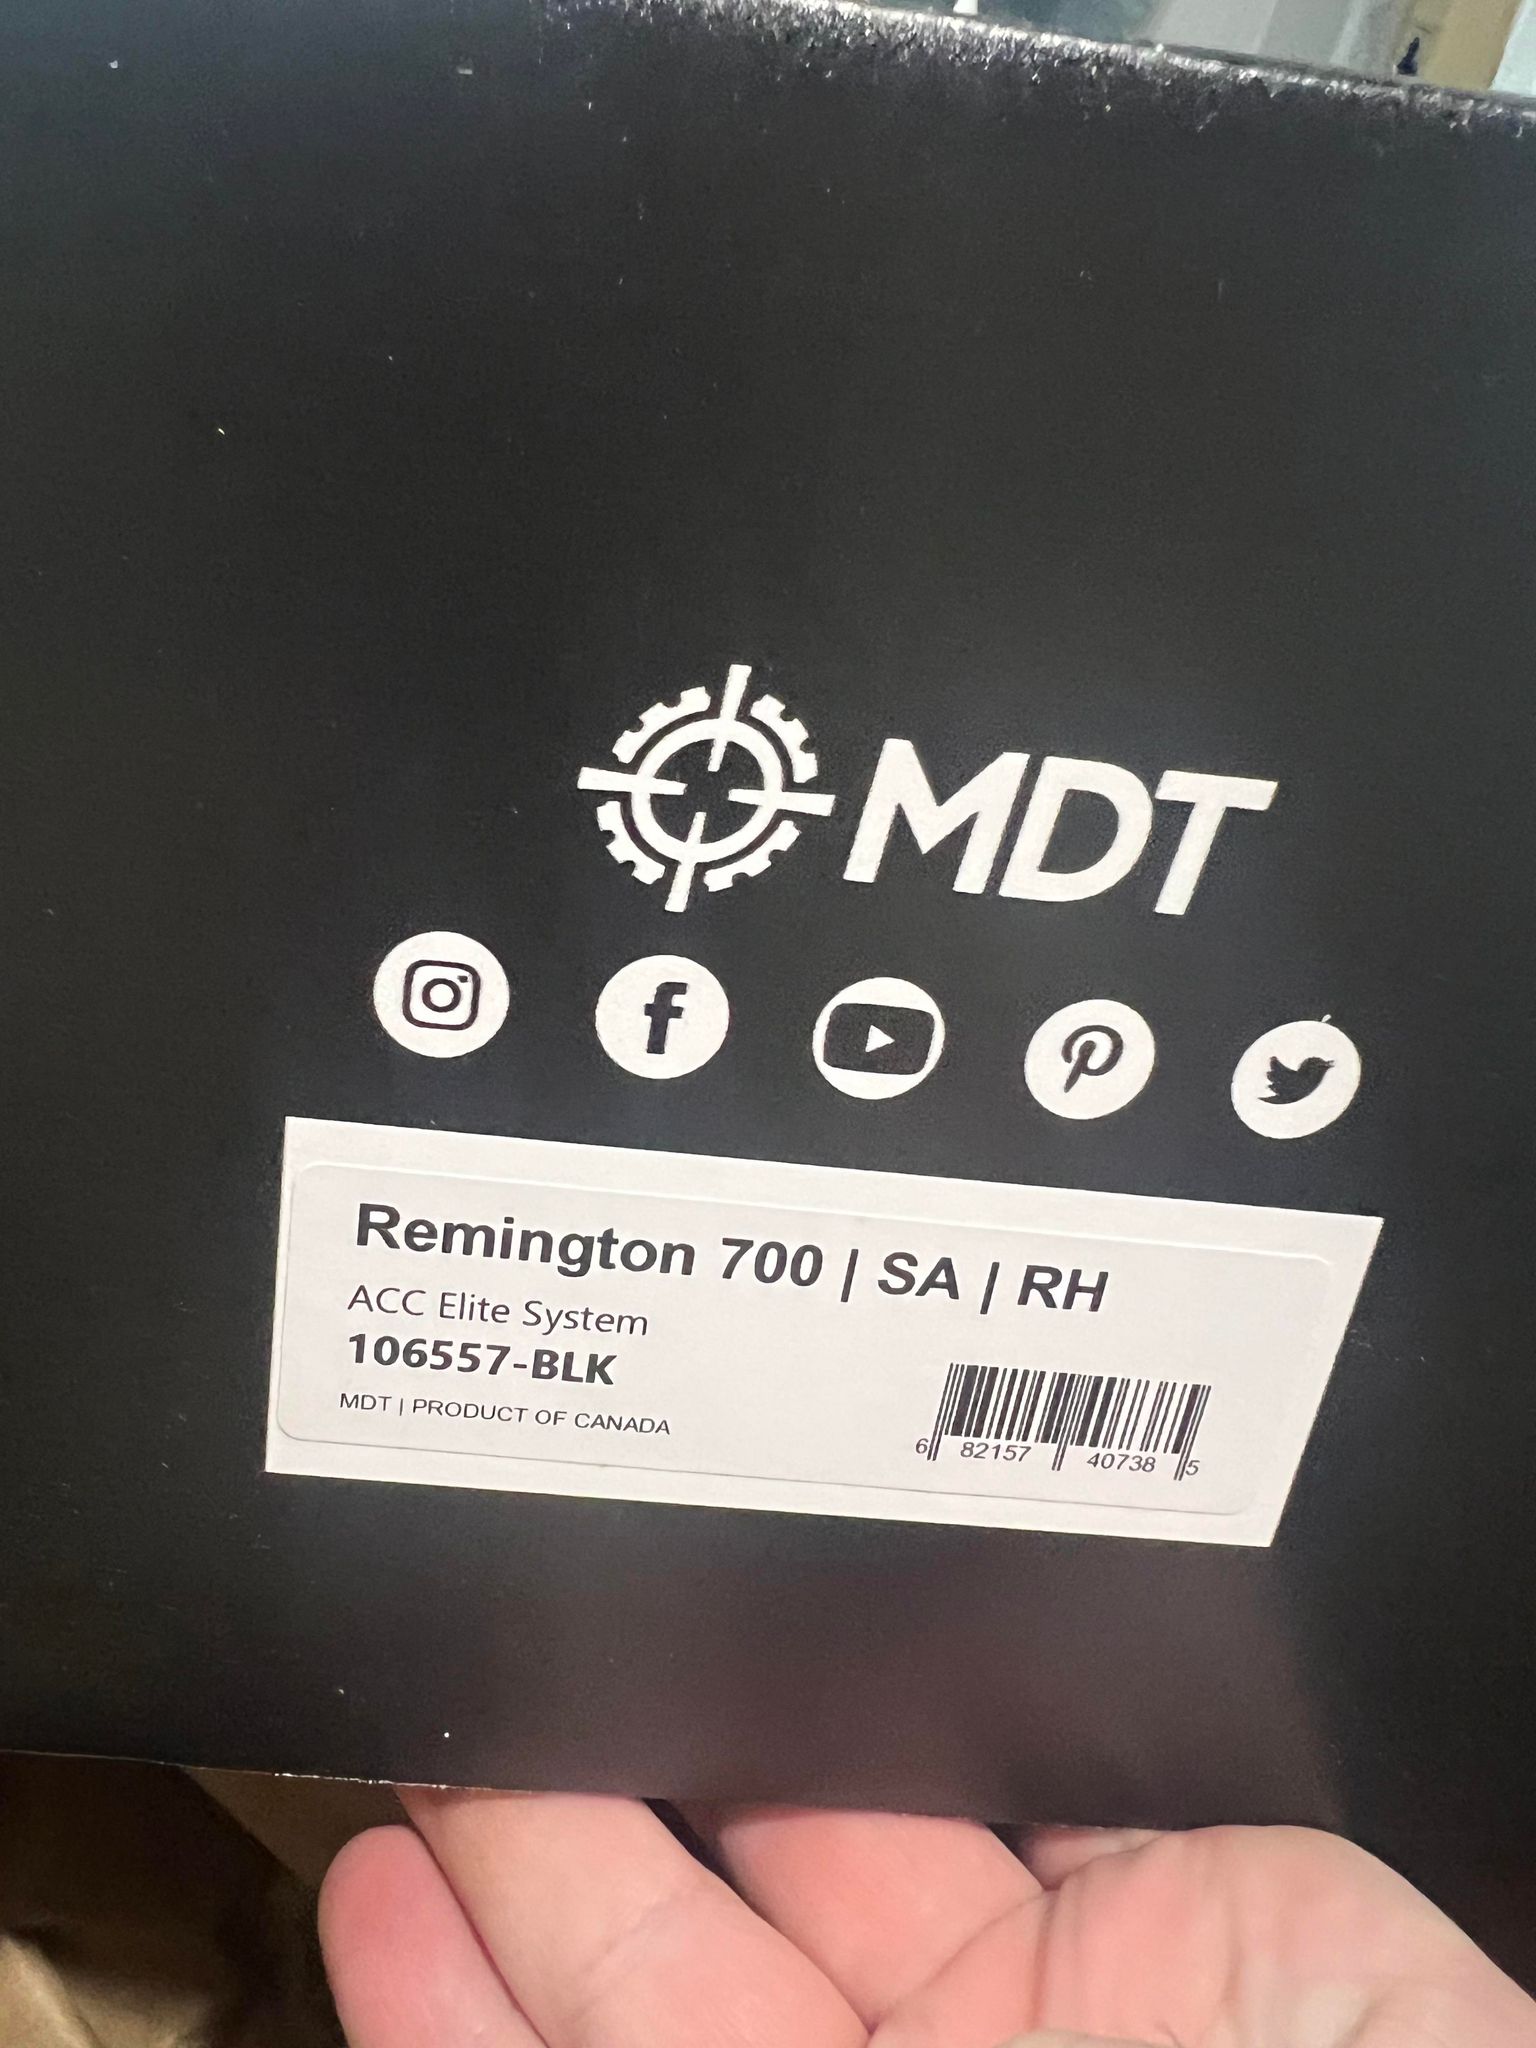 MDT
Remington 700 | SA | RH
ACC Elite System
106557-BLK
MDT | PRODUCT OF CANADA
6 82157 40738 5